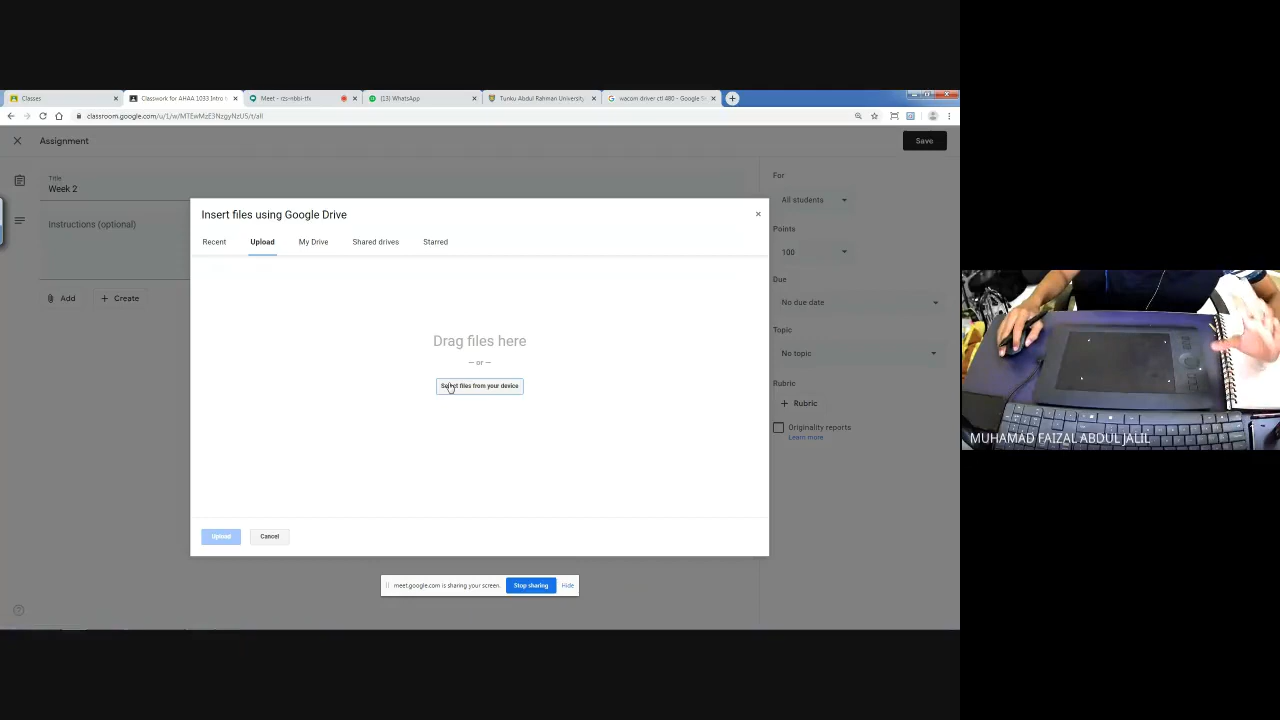 Classes
Classwork for AHAA 1033 Intro
Meet - czs-nbbi-tfx
(13) WhatsApp
Tunku Abdul Rahman University
wacom driver ctl 480 - Google S
classroom.google.com/u/1/w/MTEwMzE3NzgyNzU5/t/all
Assignment
Save
Title
Week 2
Instructions (optional)
Add
Create
For
All students
Points
100
Due
No due date
Topic
No topic
Rubric
Rubric
Originality reports
Learn more
Insert files using Google Drive
Recent
Upload
My Drive
Shared drives
Starred
Drag files here
— or —
Select files from your device
Upload
Cancel
meet.google.com is sharing your screen.
Stop sharing
Hide
MUHAMAD FAIZAL ABDUL JALIL